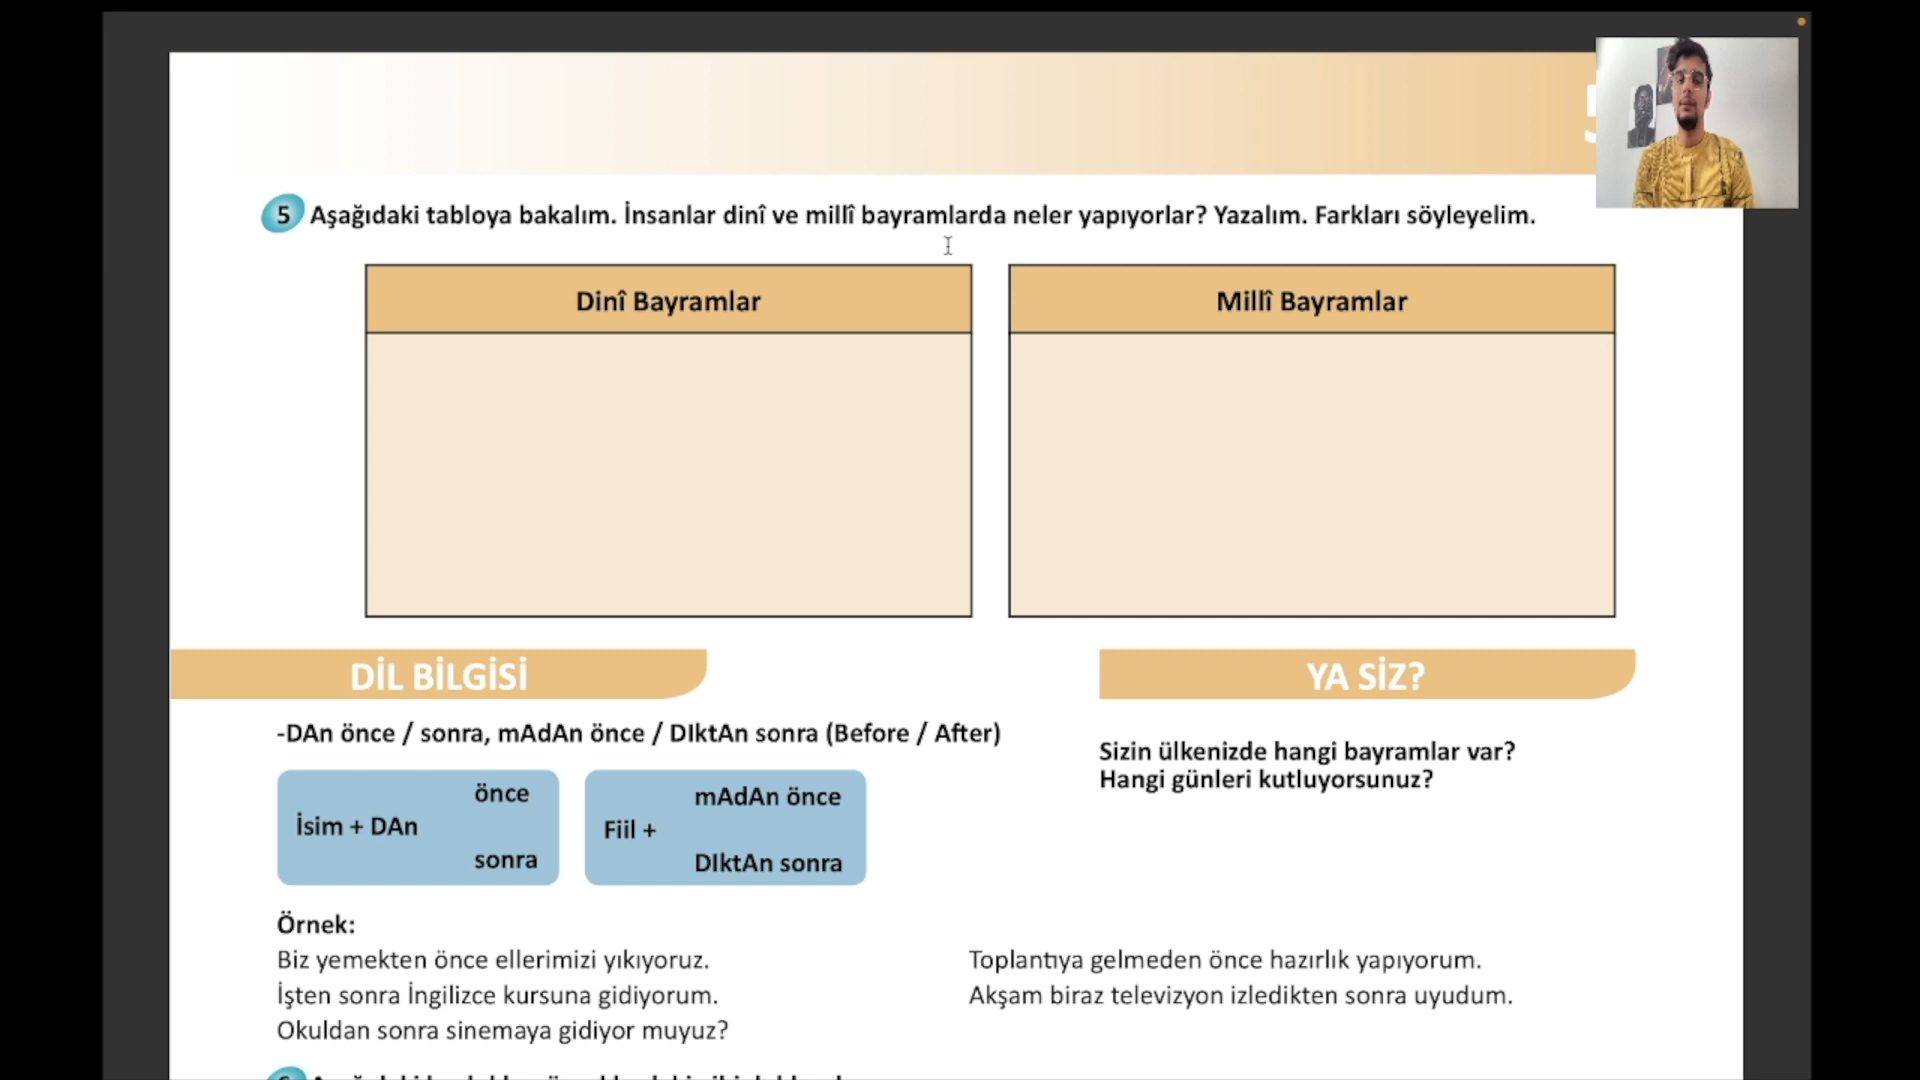 5 Aşağıdaki tabloya bakalım. İnsanlar dinî ve millî bayramlarda neler yapıyorlar? Yazalım. Farkları söyleyelim.
Dinî Bayramlar
Millî Bayramlar
DİL BİLGİSİ
-DAn önce / sonra, mAdAn önce / DIktAn sonra (Before / After)
İsim + DAn
önce
sonra
Fiil +
mAdAn önce
DIktAn sonra
Örnek:
Biz yemekten önce ellerimizi yıkıyoruz.
İşten sonra İngilizce kursuna gidiyorum.
Okuldan sonra sinemaya gidiyor muyuz?
Toplantıya gelmeden önce hazırlık yapıyorum.
Akşam biraz televizyon izledikten sonra uyudum.
YA SİZ?
Sizin ülkenizde hangi bayramlar var?
Hangi günleri kutluyorsunuz?